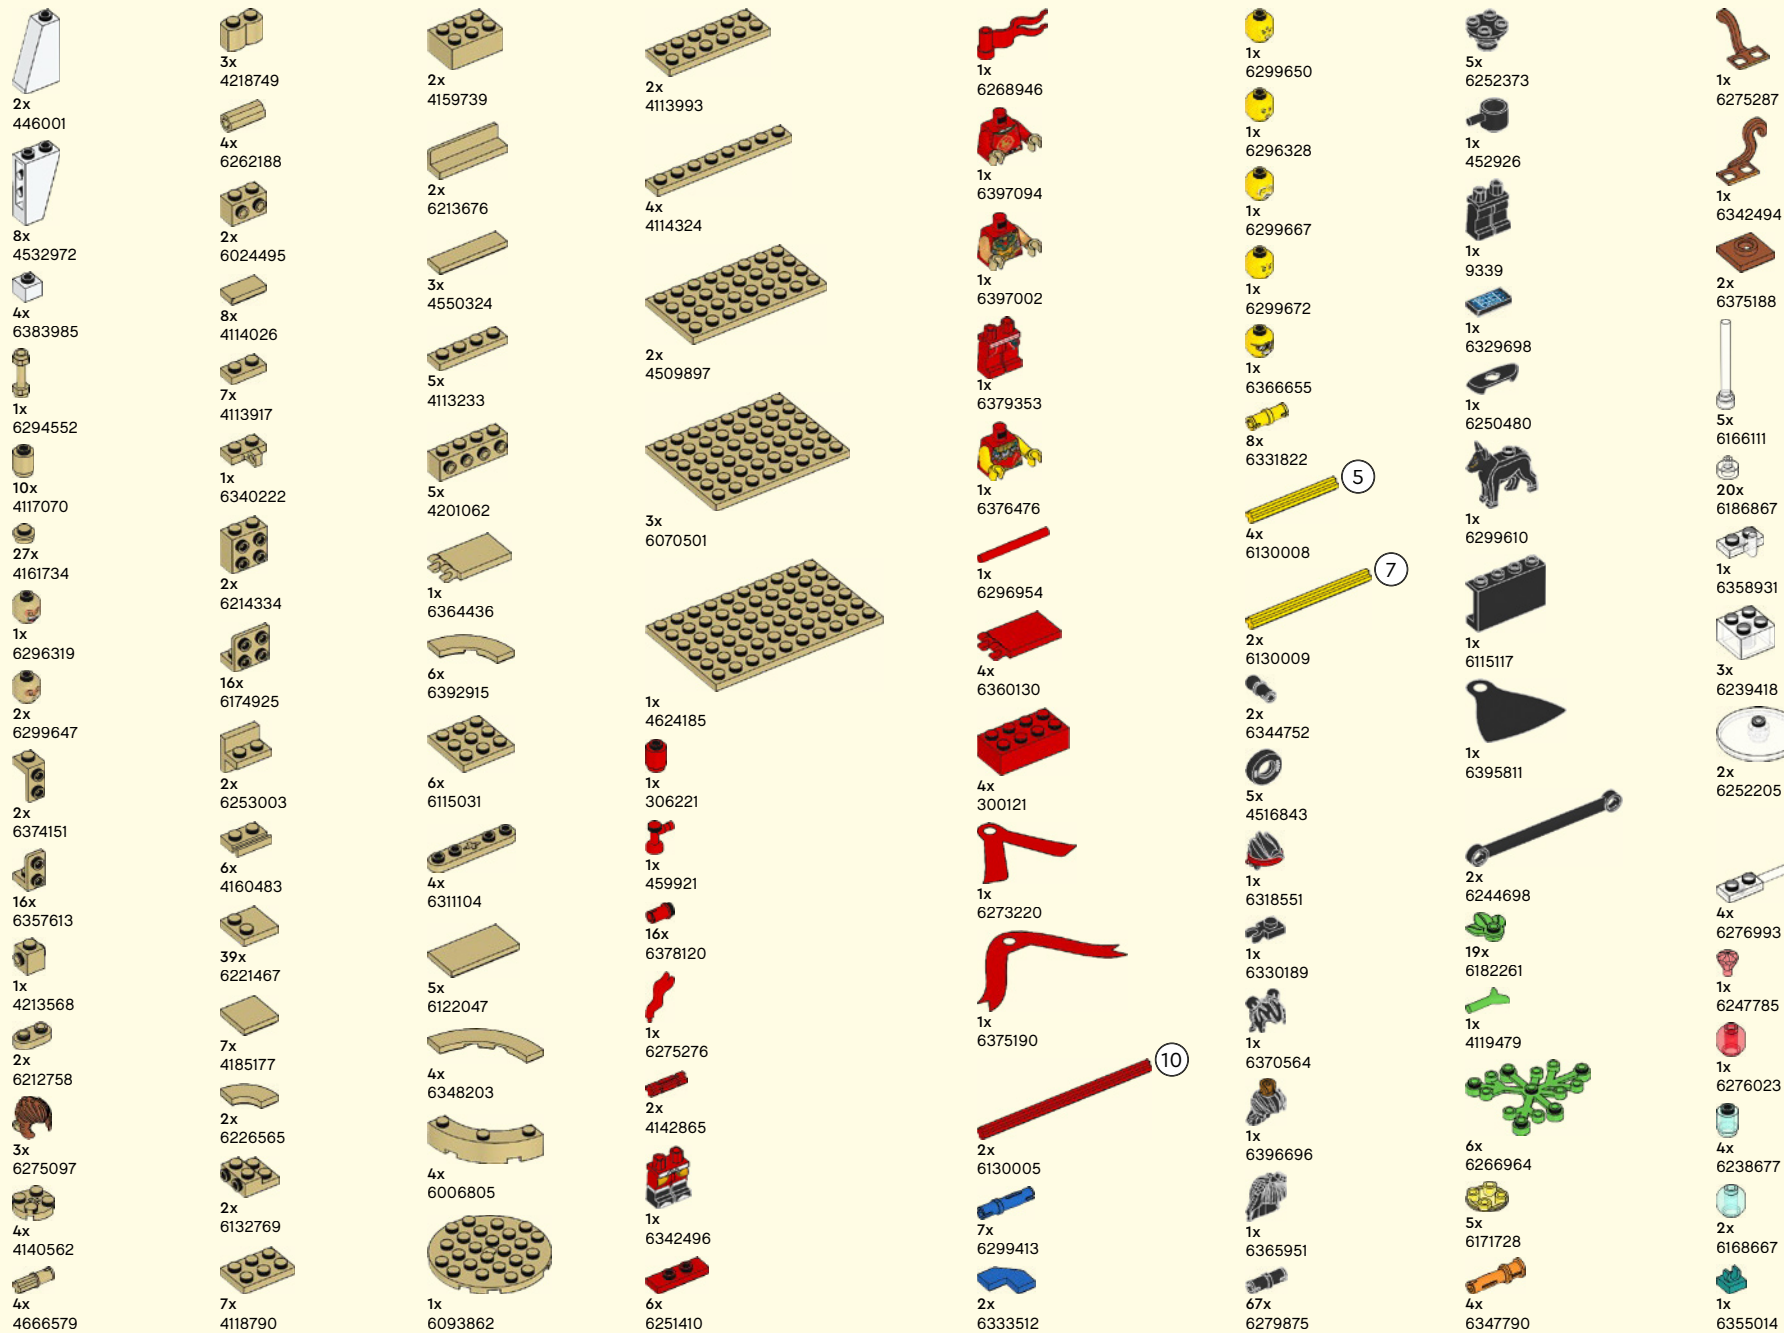 2x
446001
8x
4532972
4x
6383985
1x
6294552
10x
4117070
27x
4161734
1x
6296319
2x
6299647
2x
6374151
16x
6357613
1x
4213568
2x
6212758
3x
6275097
4x
4140562
4x
4666579
3x
4218749
4x
6262188
2x
6024495
8x
4114026
7x
4113917
1x
6340222
2x
6214334
16x
6174925
2x
6253003
6x
4160483
39x
6221467
7x
4185177
2x
6226565
2x
6132769
7x
4118790
2x
4159739
2x
6213676
3x
4550324
5x
4113233
5x
4201062
1x
6364436
6x
6392915
6x
6115031
4x
6311104
5x
6122047
4x
6348203
4x
6006805
1x
6093862
2x
4113993
4x
4114324
2x
4509897
3x
6070501
1x
4624185
1x
306221
1x
459921
16x
6378120
1x
6275276
2x
4142865
1x
6342496
6x
6251410
1x
6268946
1x
6397094
1x
6397002
1x
6379353
1x
6376476
1x
6296954
4x
6360130
4x
300121
1x
6273220
1x
6375190
10
2x
6130005
7x
6299413
2x
6333512
1x
6299650
1x
6296328
1x
6299667
1x
6299672
1x
6366655
8x
6331822
5
4x
6130008
7
2x
6130009
2x
6344752
5x
4516843
1x
6318551
1x
6330189
1x
6370564
1x
6396696
1x
6365951
67x
6279875
5x
6252373
1x
452926
1x
9339
1x
6329698
1x
6250480
1x
6299610
1x
6115117
1x
6395811
2x
6244698
19x
6182261
1x
4119479
6x
6266964
5x
6171728
4x
6347790
1x
6275287
1x
6342494
2x
6375188
5x
6166111
20x
6186867
1x
6358931
3x
6239418
2x
6252205
4x
6276993
1x
6247785
1x
6276023
4x
6238677
2x
6168667
1x
6355014